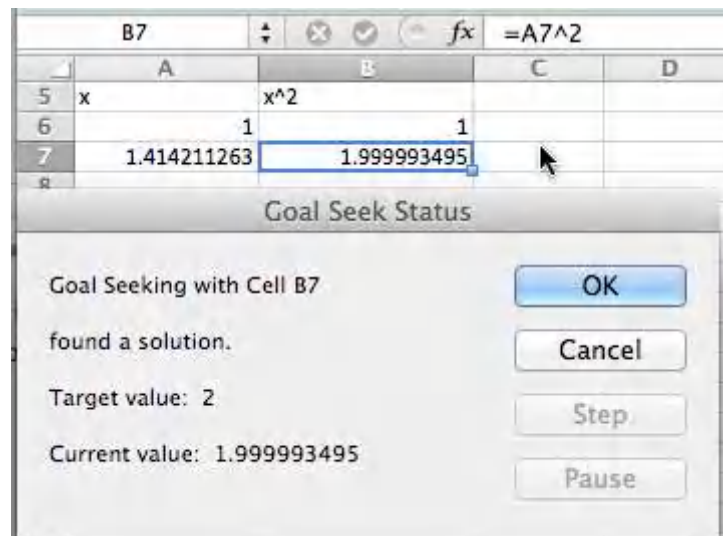 B7 fx =A7^2
A B C D
5 x x^2
6 1 1
7 1.414211263 1.999993495
8
Goal Seek Status
Goal Seeking with Cell B7
found a solution.
Target value: 2
Current value: 1.999993495
OK
Cancel
Step
Pause